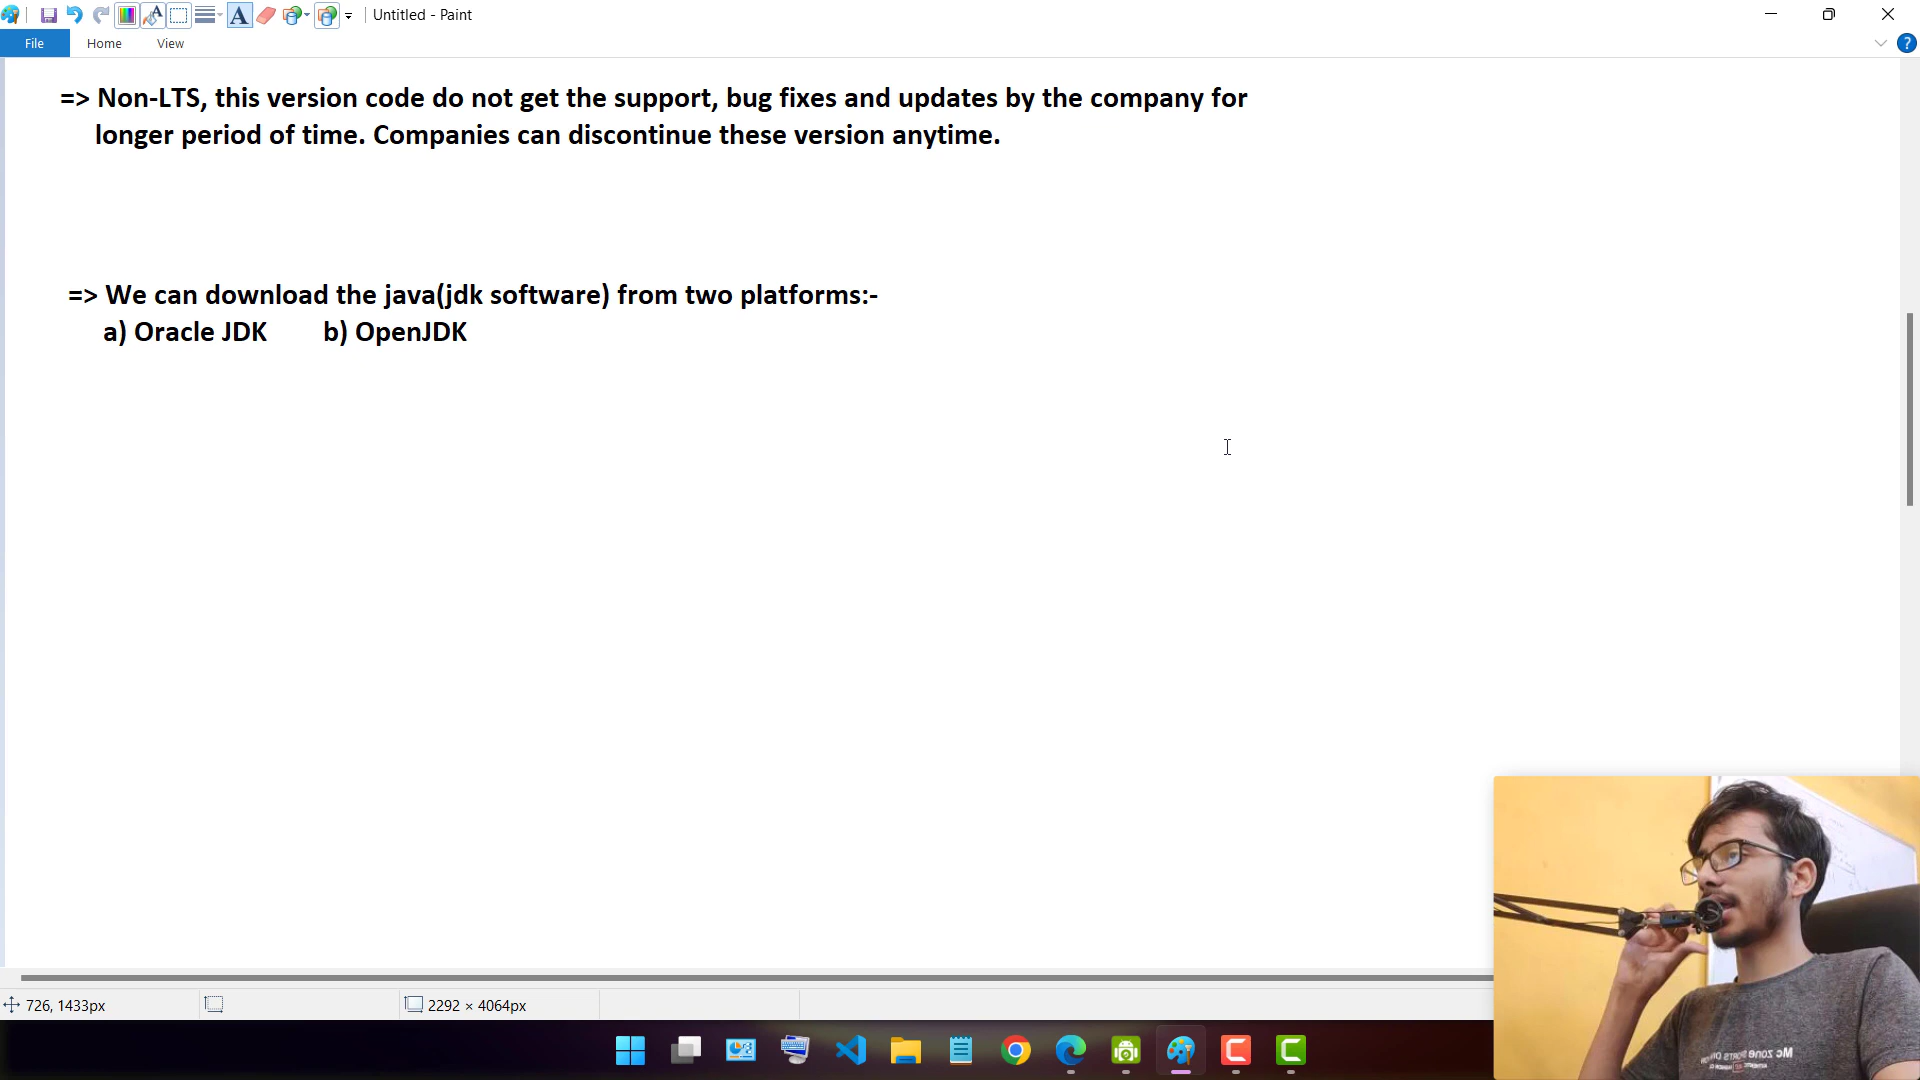 Untitled - Paint
File Home View
=> Non-LTS, this version code do not get the support, bug fixes and updates by the company for
longer period of time. Companies can discontinue these version anytime.
=> We can download the java(jdk software) from two platforms:-
a) Oracle JDK b) OpenJDK
726, 1433px 2292 × 4064px